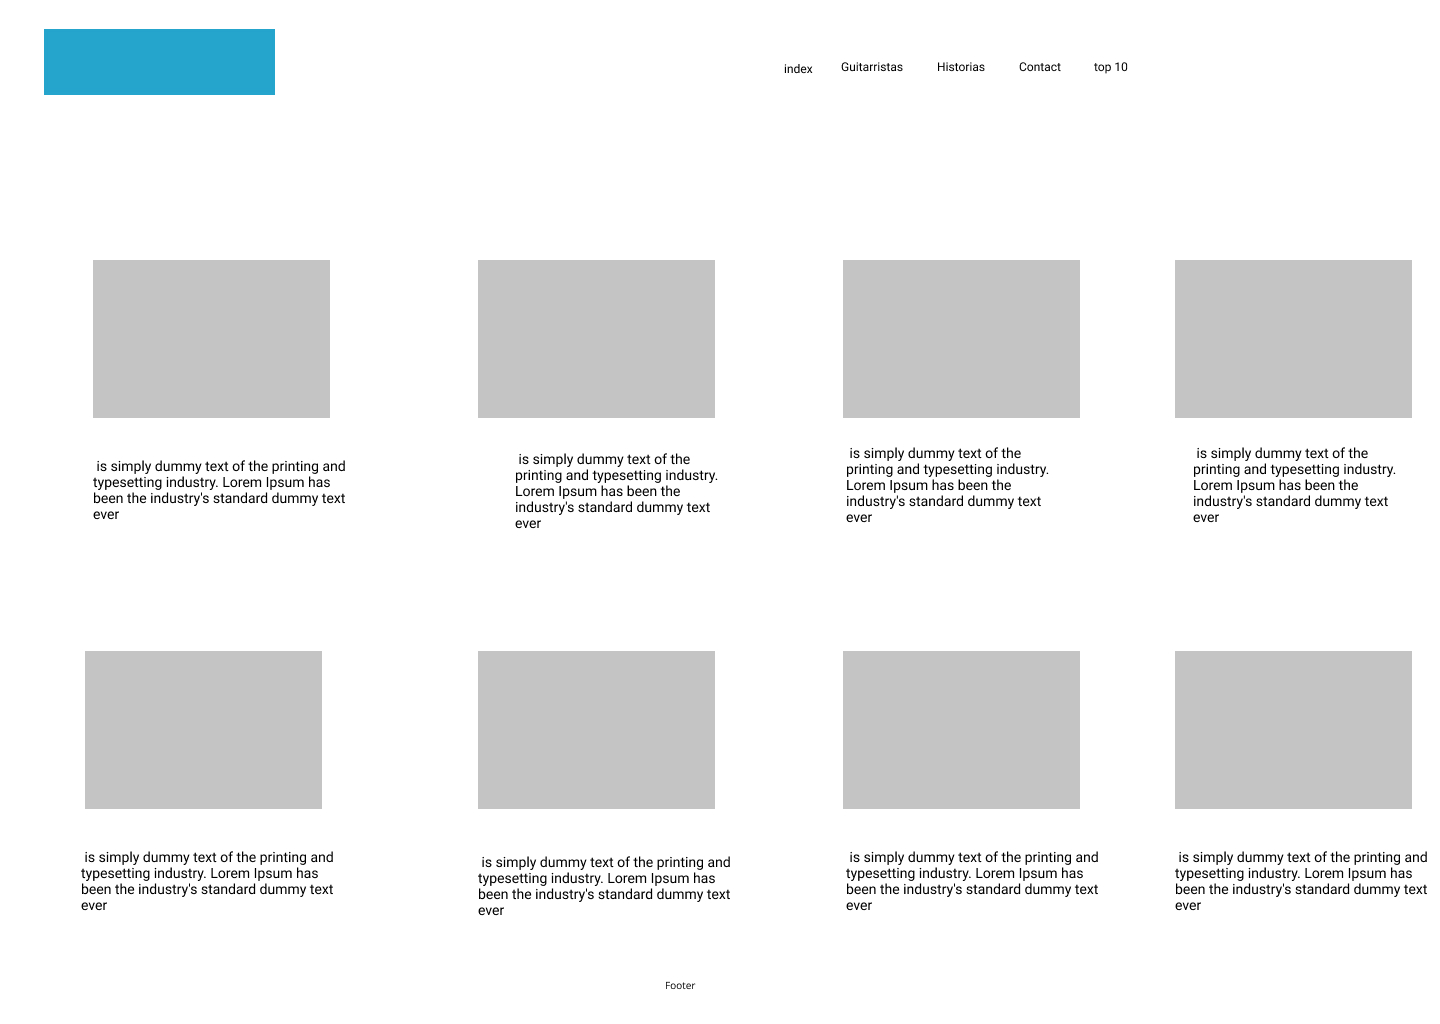 index
Guitarristas
Historias
Contact
top 10
is simply dummy text of the printing and
typesetting industry. Lorem Ipsum has
been the industry's standard dummy text
ever
is simply dummy text of the
printing and typesetting industry.
Lorem Ipsum has been the
industry's standard dummy text
ever
is simply dummy text of the
printing and typesetting industry.
Lorem Ipsum has been the
industry's standard dummy text
ever
is simply dummy text of the
printing and typesetting industry.
Lorem Ipsum has been the
industry's standard dummy text
ever
is simply dummy text of the printing and
typesetting industry. Lorem Ipsum has
been the industry's standard dummy text
ever
is simply dummy text of the printing and
typesetting industry. Lorem Ipsum has
been the industry's standard dummy text
ever
is simply dummy text of the printing and
typesetting industry. Lorem Ipsum has
been the industry's standard dummy text
ever
is simply dummy text of the printing and
typesetting industry. Lorem Ipsum has
been the industry's standard dummy text
ever
Footer